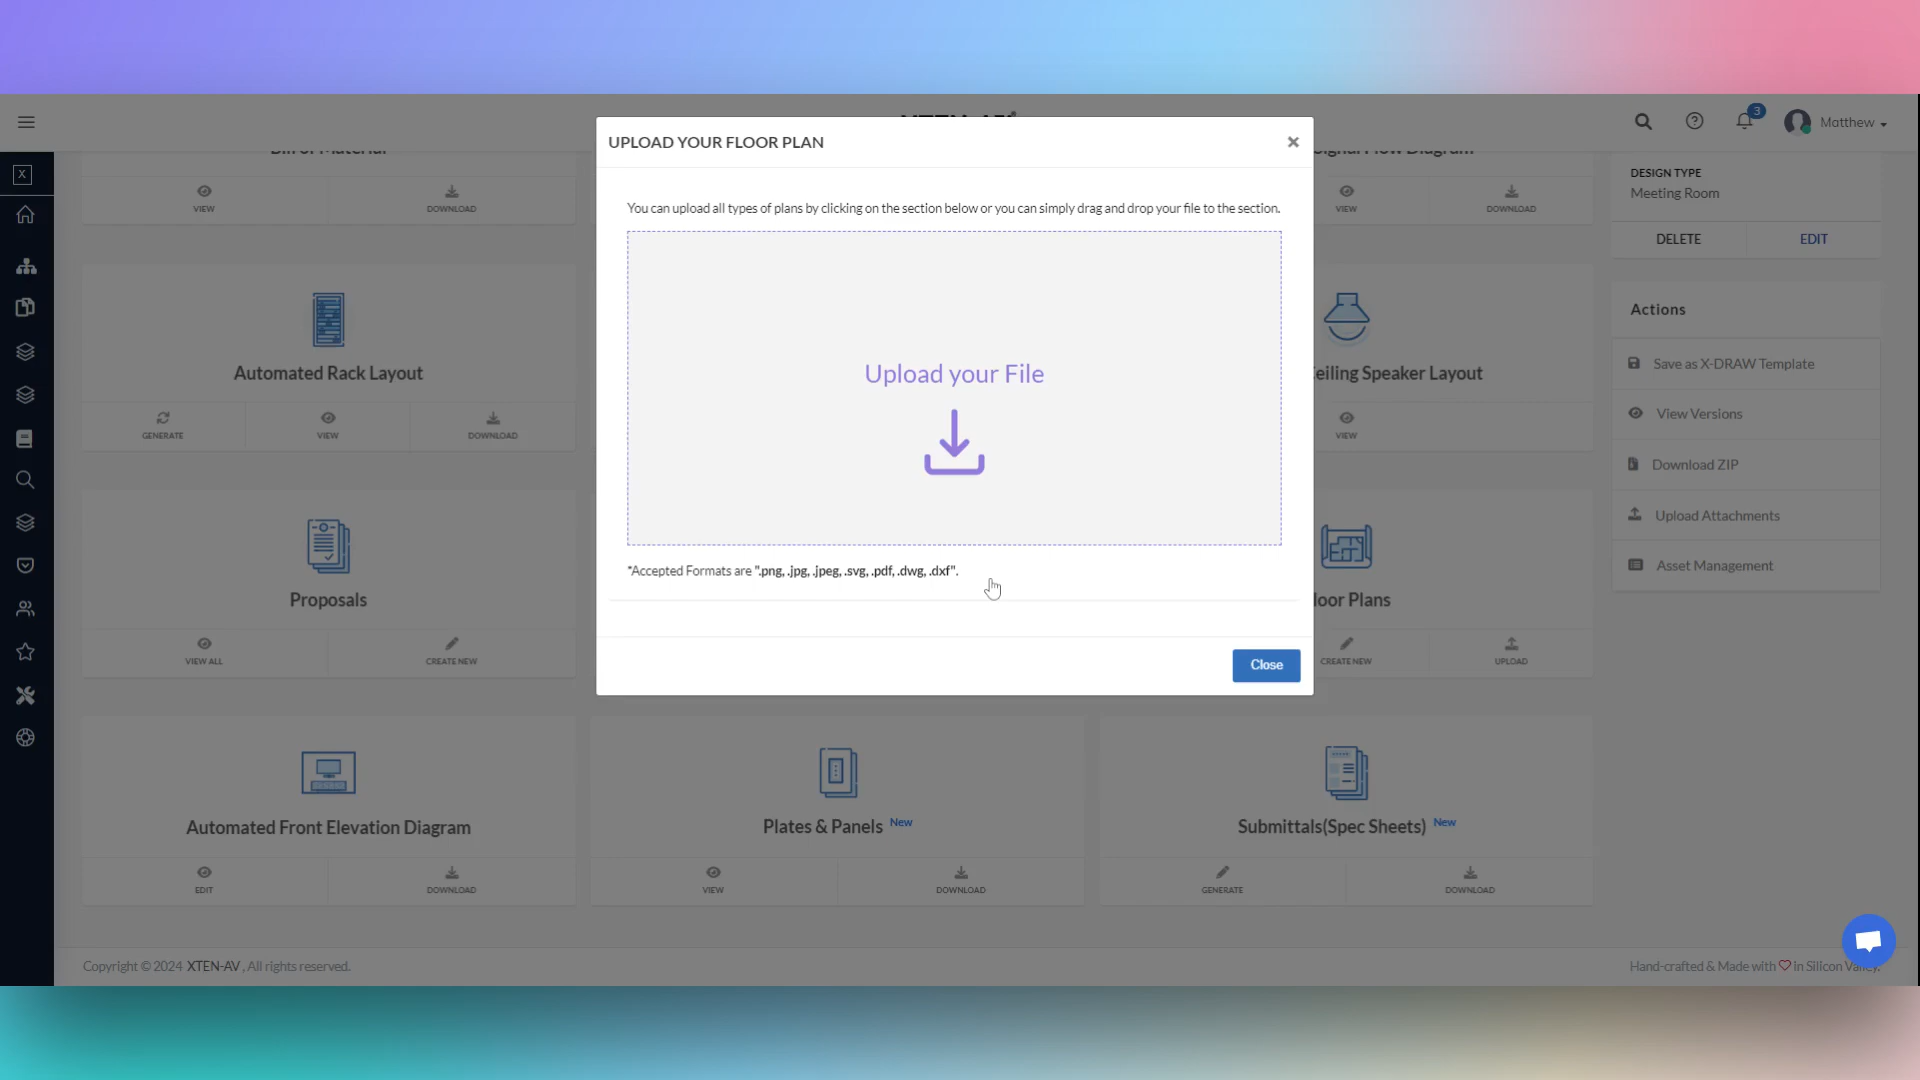 UPLOAD YOUR FLOOR PLAN
×
3
Matthew
X
You can upload all types of plans by clicking on the section below or you can simply drag and drop your file to the section.
Upload your File
*Accepted Formats are ".png, .jpg, .jpeg, .svg, .pdf, .dwg, .dxf".
Close
Bill of Material
VIEW
DOWNLOAD
Signal Flow Diagram
VIEW
DOWNLOAD
Automated Rack Layout
GENERATE
VIEW
DOWNLOAD
eiling Speaker Layout
VIEW
Proposals
VIEW ALL
CREATE NEW
loor Plans
CREATE NEW
UPLOAD
Automated Front Elevation Diagram
EDIT
DOWNLOAD
Plates & Panels New
VIEW
DOWNLOAD
Submittals(Spec Sheets) New
GENERATE
DOWNLOAD
DESIGN TYPE
Meeting Room
DELETE
EDIT
Actions
Save as X-DRAW Template
View Versions
Download ZIP
Upload Attachments
Asset Management
Copyright © 2024 XTEN-AV , All rights reserved.
Hand-crafted & Made with ♡ in Silicon Valley.